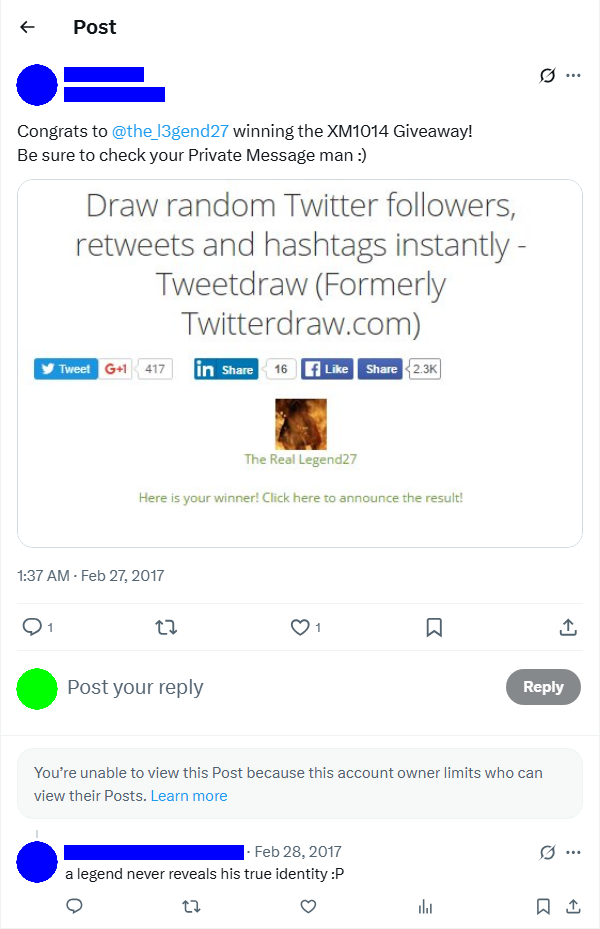 Post
Congrats to @the_l3gend27 winning the XM1014 Giveaway!
Be sure to check your Private Message man :)
Draw random Twitter followers,
retweets and hashtags instantly -
Tweetdraw (Formerly
Twitterdraw.com)
Tweet G+1 417 in Share 16 f Like Share 2.3K
The Real Legend27
Here is your winner! Click here to announce the result!
1:37 AM · Feb 27, 2017
1 1
Post your reply Reply
You’re unable to view this Post because this account owner limits who can
view their Posts. Learn more
· Feb 28, 2017
a legend never reveals his true identity :P